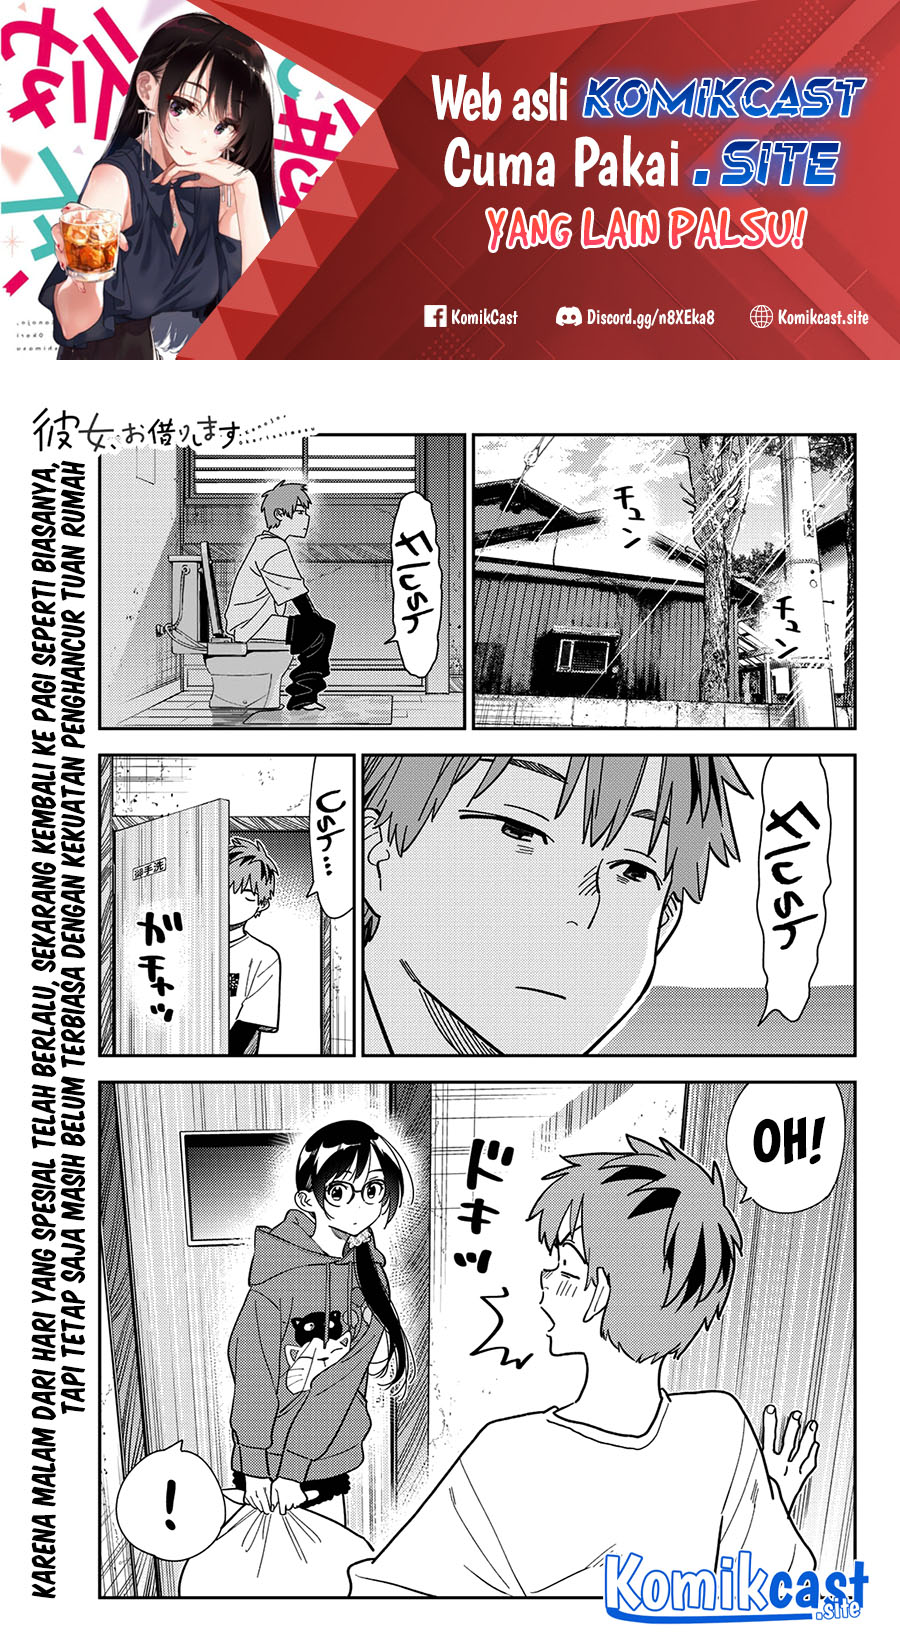 Web asli KOMIKCAST
Cuma Pakai .SITE
YANG LAIN PALSU!
KomikCast
Discord.gg/n8XEka8
Komikcast.site
彼女、お借りします
KARENA MALAM DARI HARI YANG SPESIAL TELAH BERLALU, SEKARANG KEMBALI KE PAGI SEPERTI BIASANYA,
TAPI TETAP SAJA MASIH BELUM TERBIASA DENGAN KEKUATAN PENGHANCUR TUAN RUMAH
チュン
チュン
Flush
Flush
Ush...
御手洗
ガチャッ
OH!
ドキッ
!
Komikcast
.site